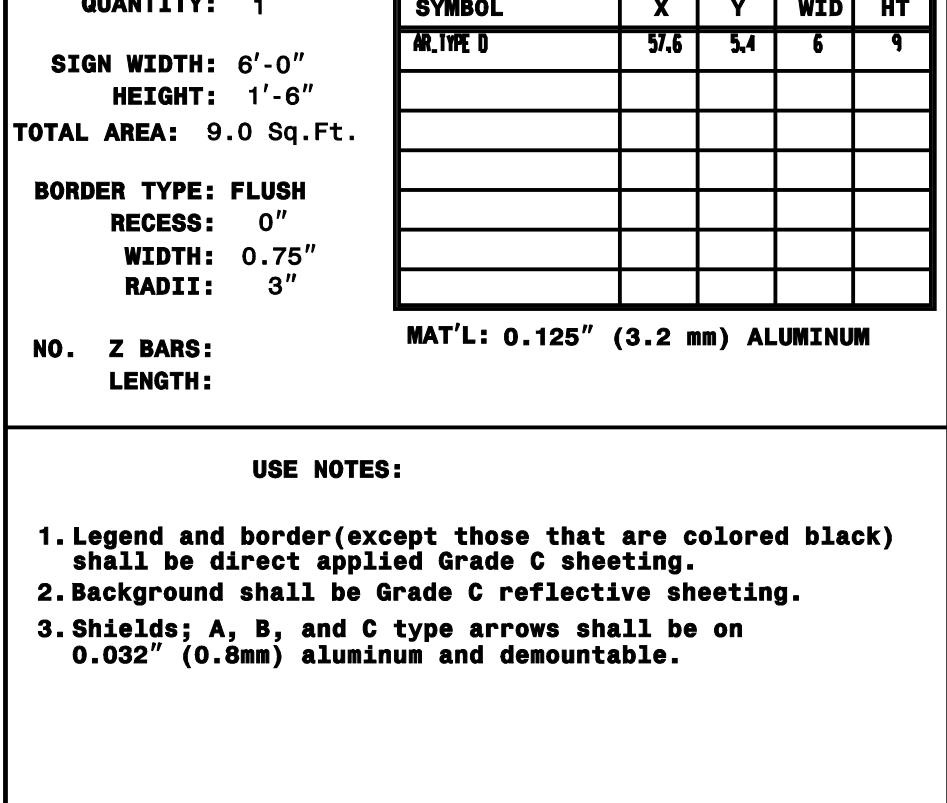 QUANTITY: 1
SIGN WIDTH: 6'-0"
HEIGHT: 1'-6"
TOTAL AREA: 9.0 Sq.Ft.
BORDER TYPE: FLUSH
RECESS: 0"
WIDTH: 0.75"
RADII: 3"
NO. Z BARS:
LENGTH:
SYMBOL X Y WID HT
AR_TYPE D 57.6 5.4 6 9
MAT'L: 0.125" (3.2 mm) ALUMINUM
USE NOTES:
1. Legend and border(except those that are colored black)
shall be direct applied Grade C sheeting.
2. Background shall be Grade C reflective sheeting.
3. Shields; A, B, and C type arrows shall be on
0.032" (0.8mm) aluminum and demountable.